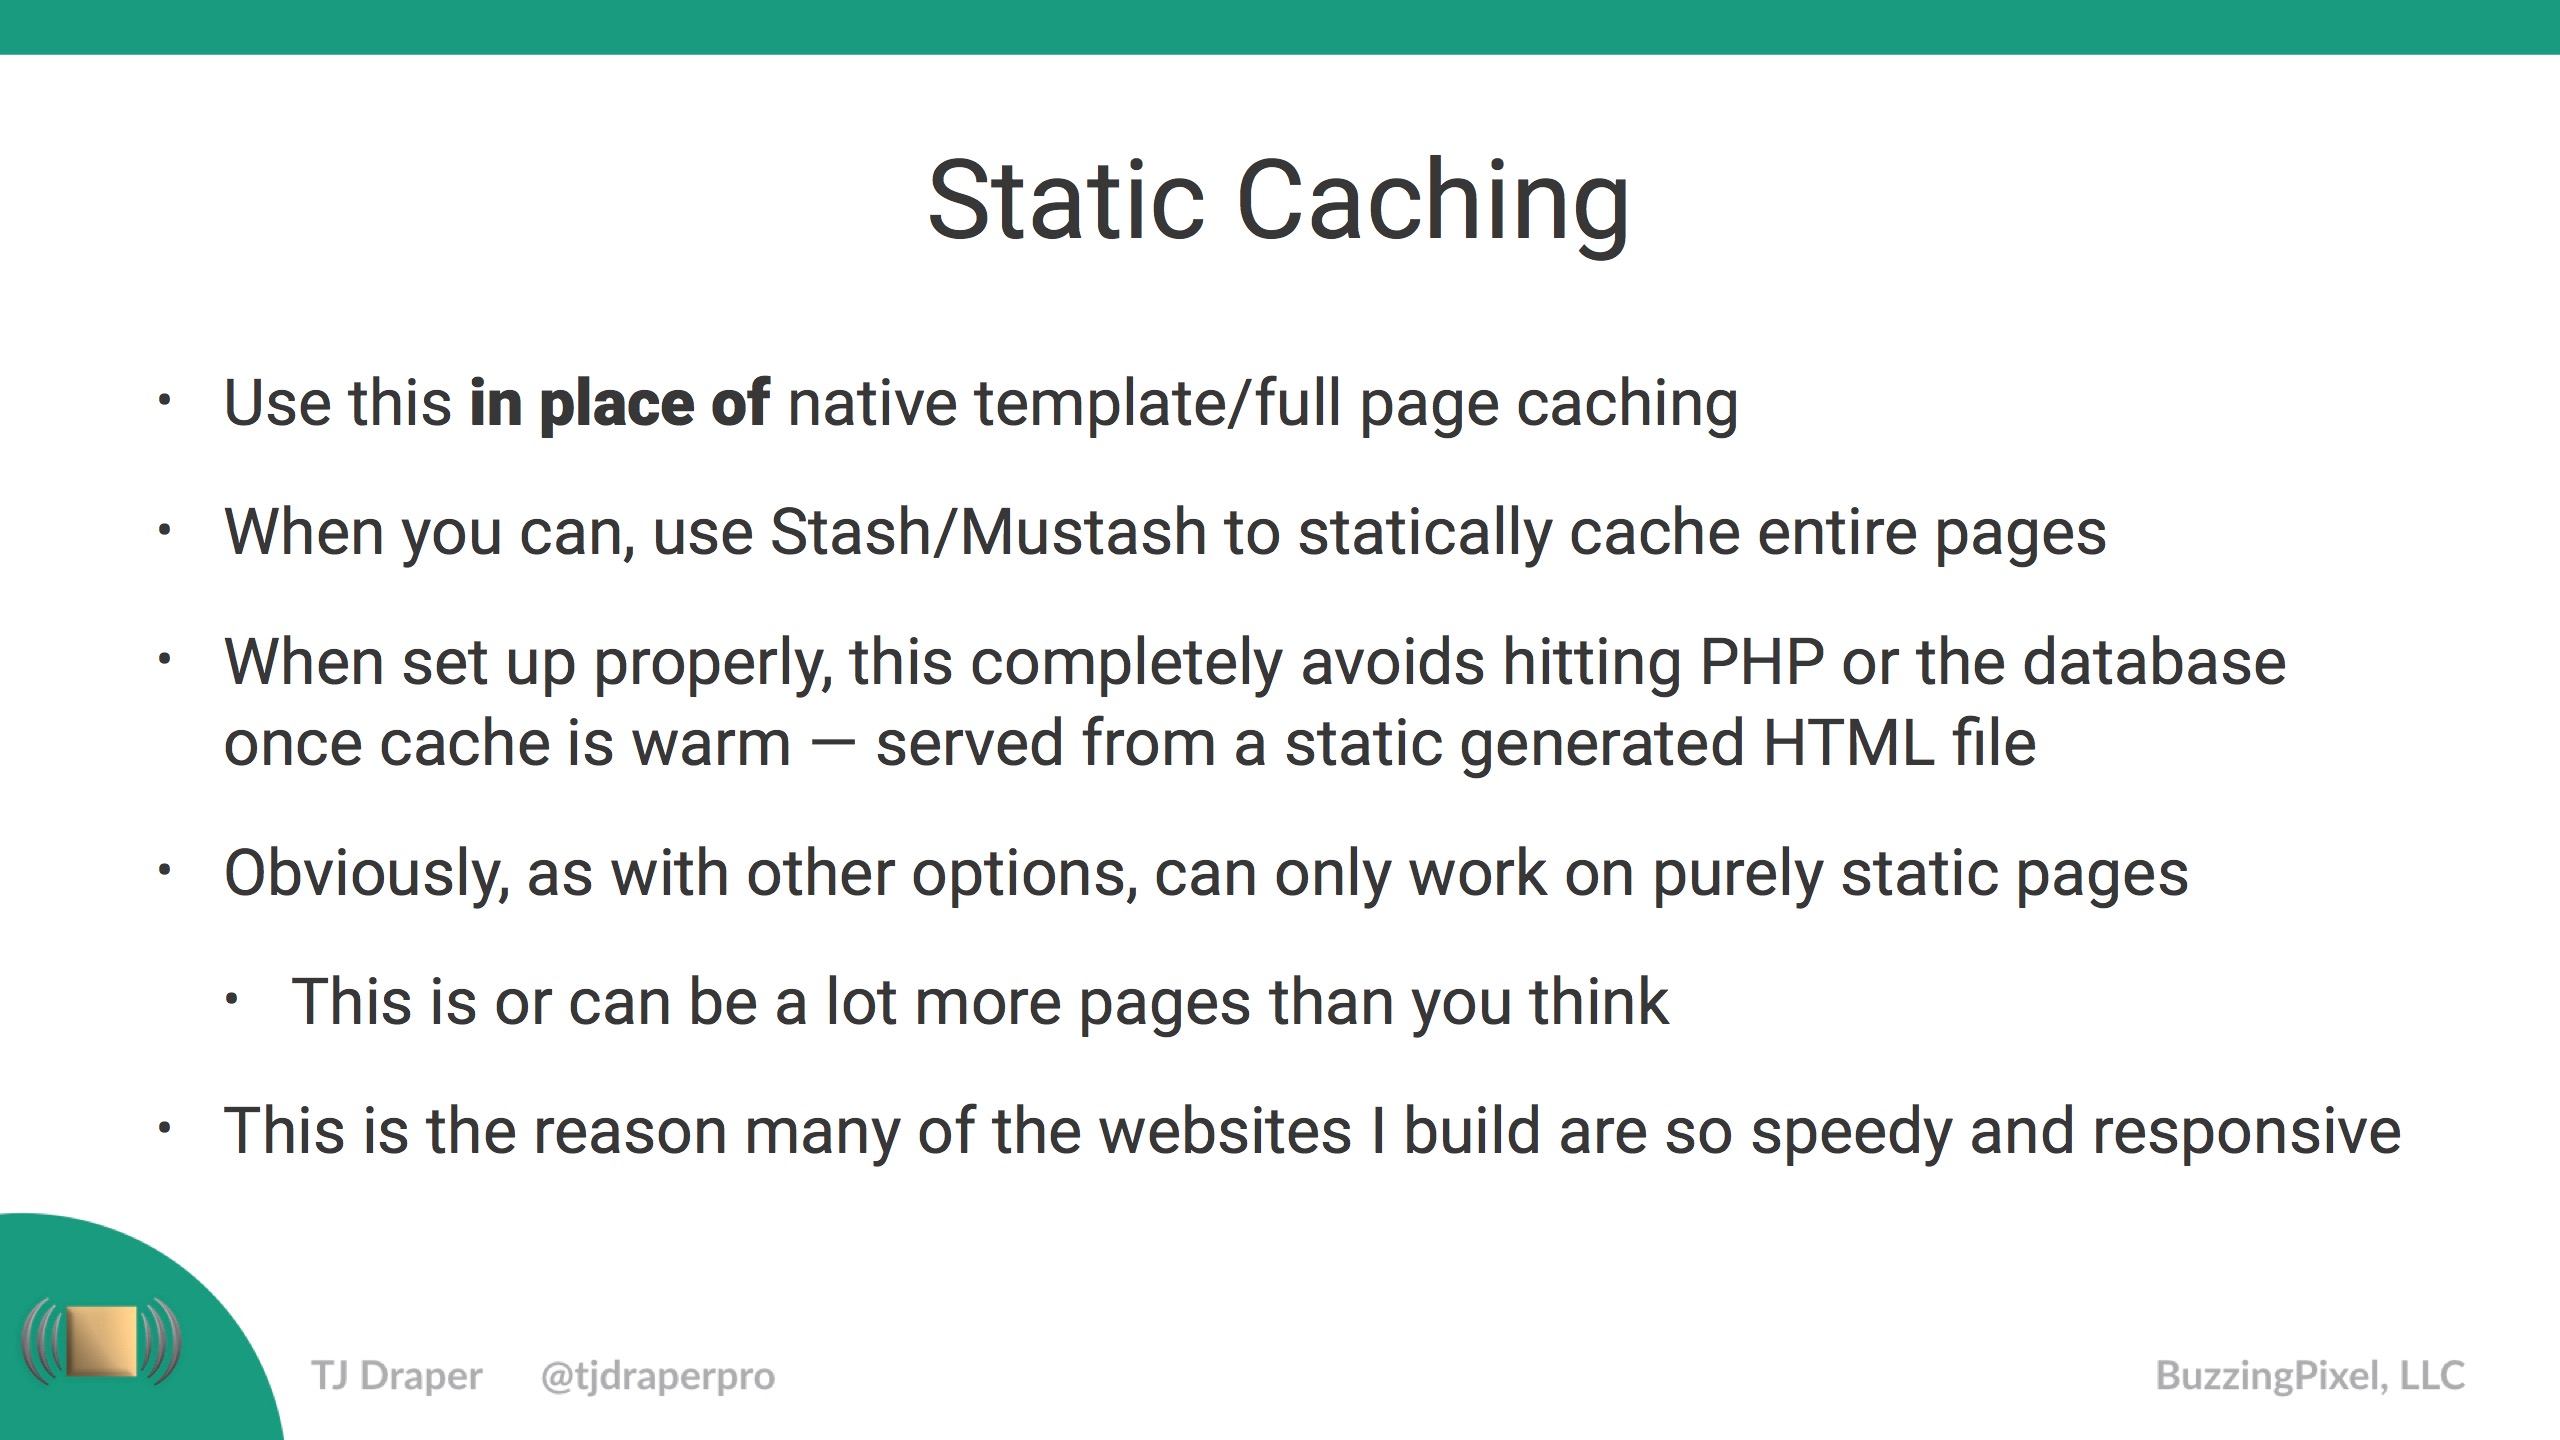 Static Caching
• Use this in place of native template/full page caching
• When you can, use Stash/Mustash to statically cache entire pages
• When set up properly, this completely avoids hitting PHP or the database
once cache is warm — served from a static generated HTML file
• Obviously, as with other options, can only work on purely static pages
• This is or can be a lot more pages than you think
• This is the reason many of the websites I build are so speedy and responsive
TJ Draper @tjdraperpro BuzzingPixel, LLC